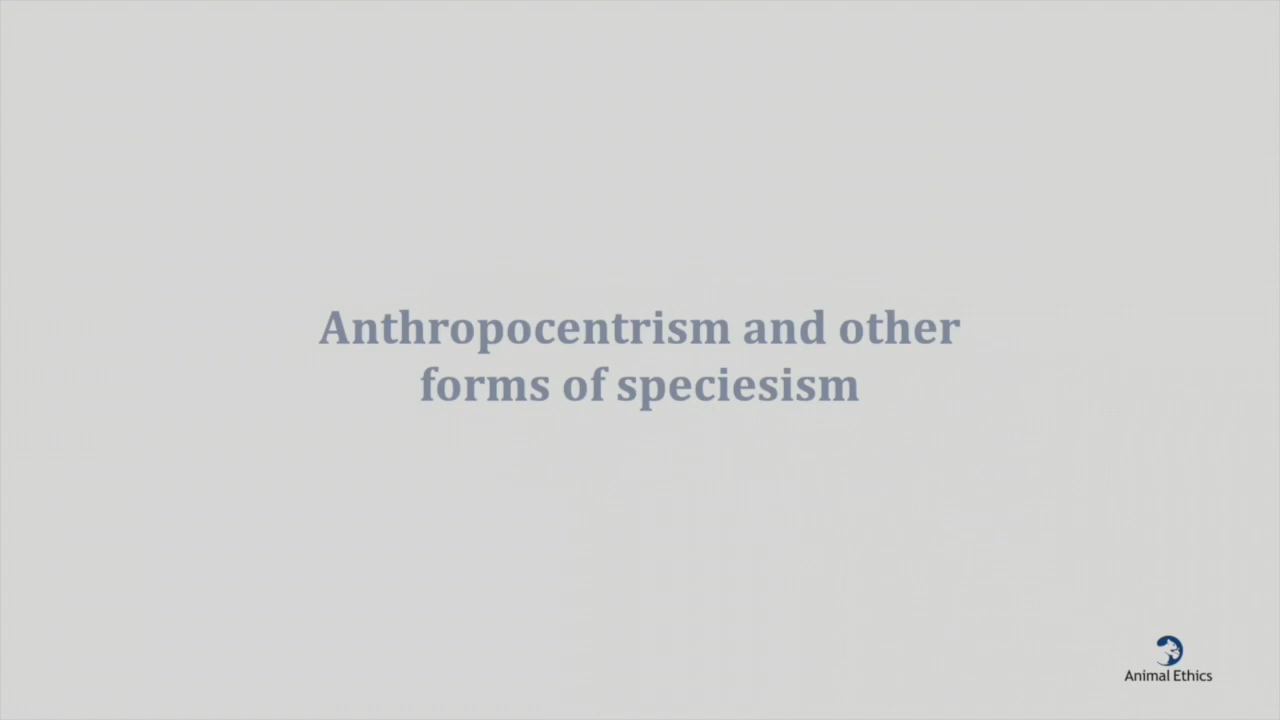 Anthropocentrism and other
forms of speciesism
Animal Ethics